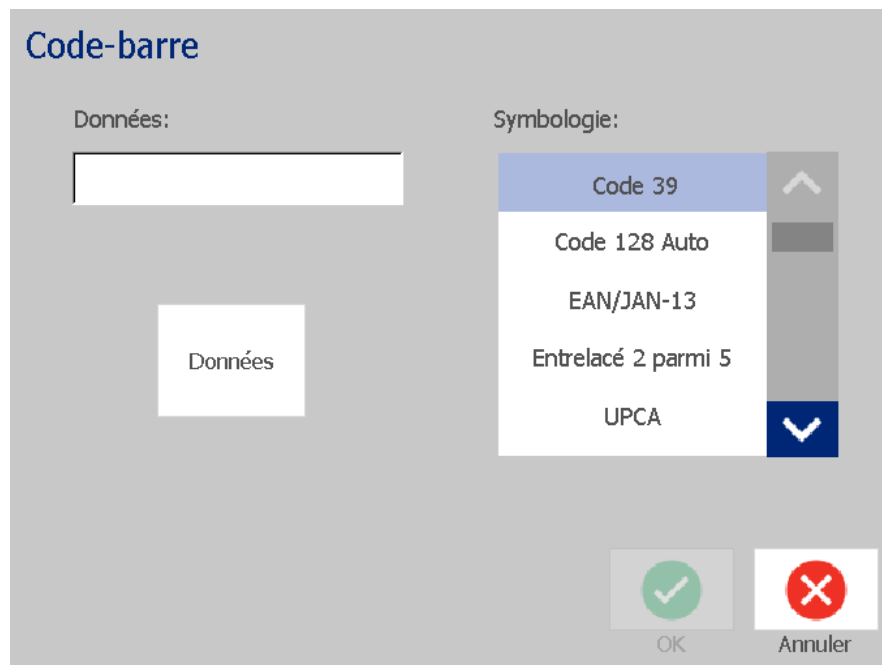 Code-barre
Données:
Symbologie:
Code 39
Code 128 Auto
EAN/JAN-13
Entrelacé 2 parmi 5
UPCA
Données
OK
Annuler